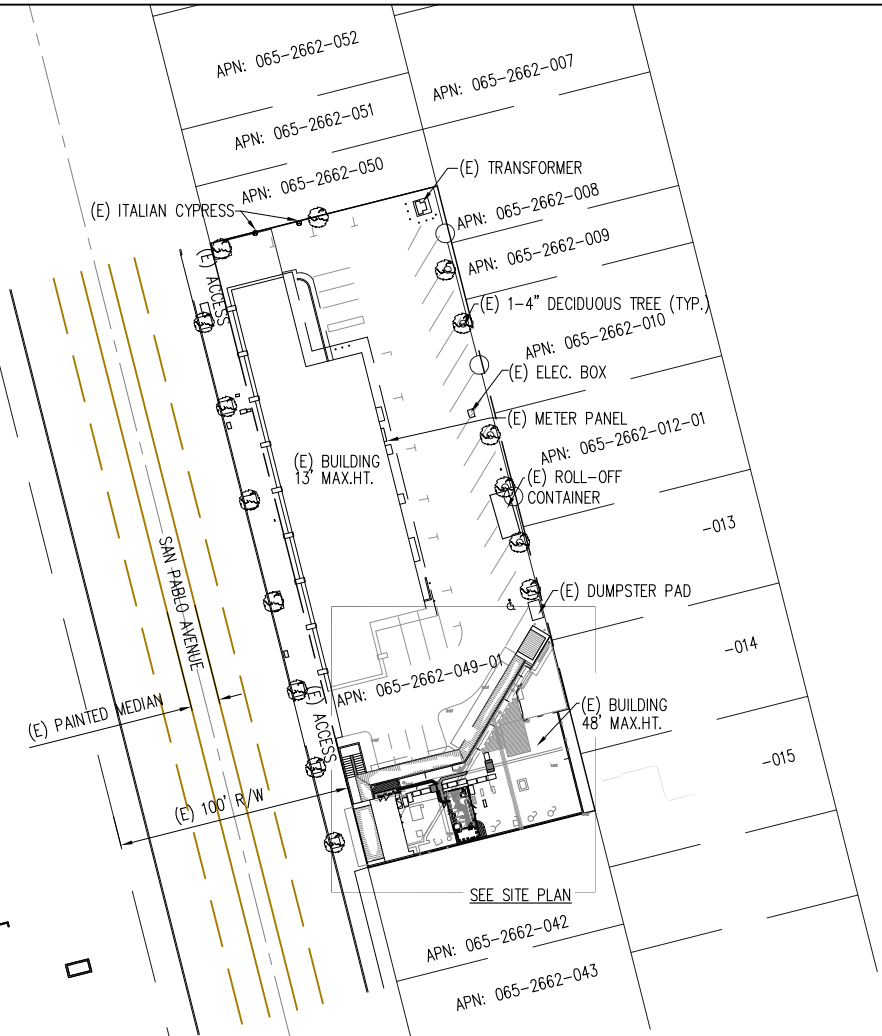 APN: 065-2662-052
APN: 065-2662-007
APN: 065-2662-051
APN: 065-2662-050
(E) TRANSFORMER
(E) ITALIAN CYPRESS
APN: 065-2662-008
APN: 065-2662-009
(E) ACCESS
(E) 1-4" DECIDUOUS TREE (TYP.)
APN: 065-2662-010
(E) ELEC. BOX
(E) METER PANEL
APN: 065-2662-012-01
(E) BUILDING
13' MAX.HT.
(E) ROLL-OFF
CONTAINER
-013
SAN PABLO AVENUE
(E) DUMPSTER PAD
-014
APN: 065-2662-049-01
(E) ACCESS
(E) PAINTED MEDIAN
(E) BUILDING
48' MAX.HT.
-015
(E) 100' R/W
SEE SITE PLAN
APN: 065-2662-042
APN: 065-2662-043